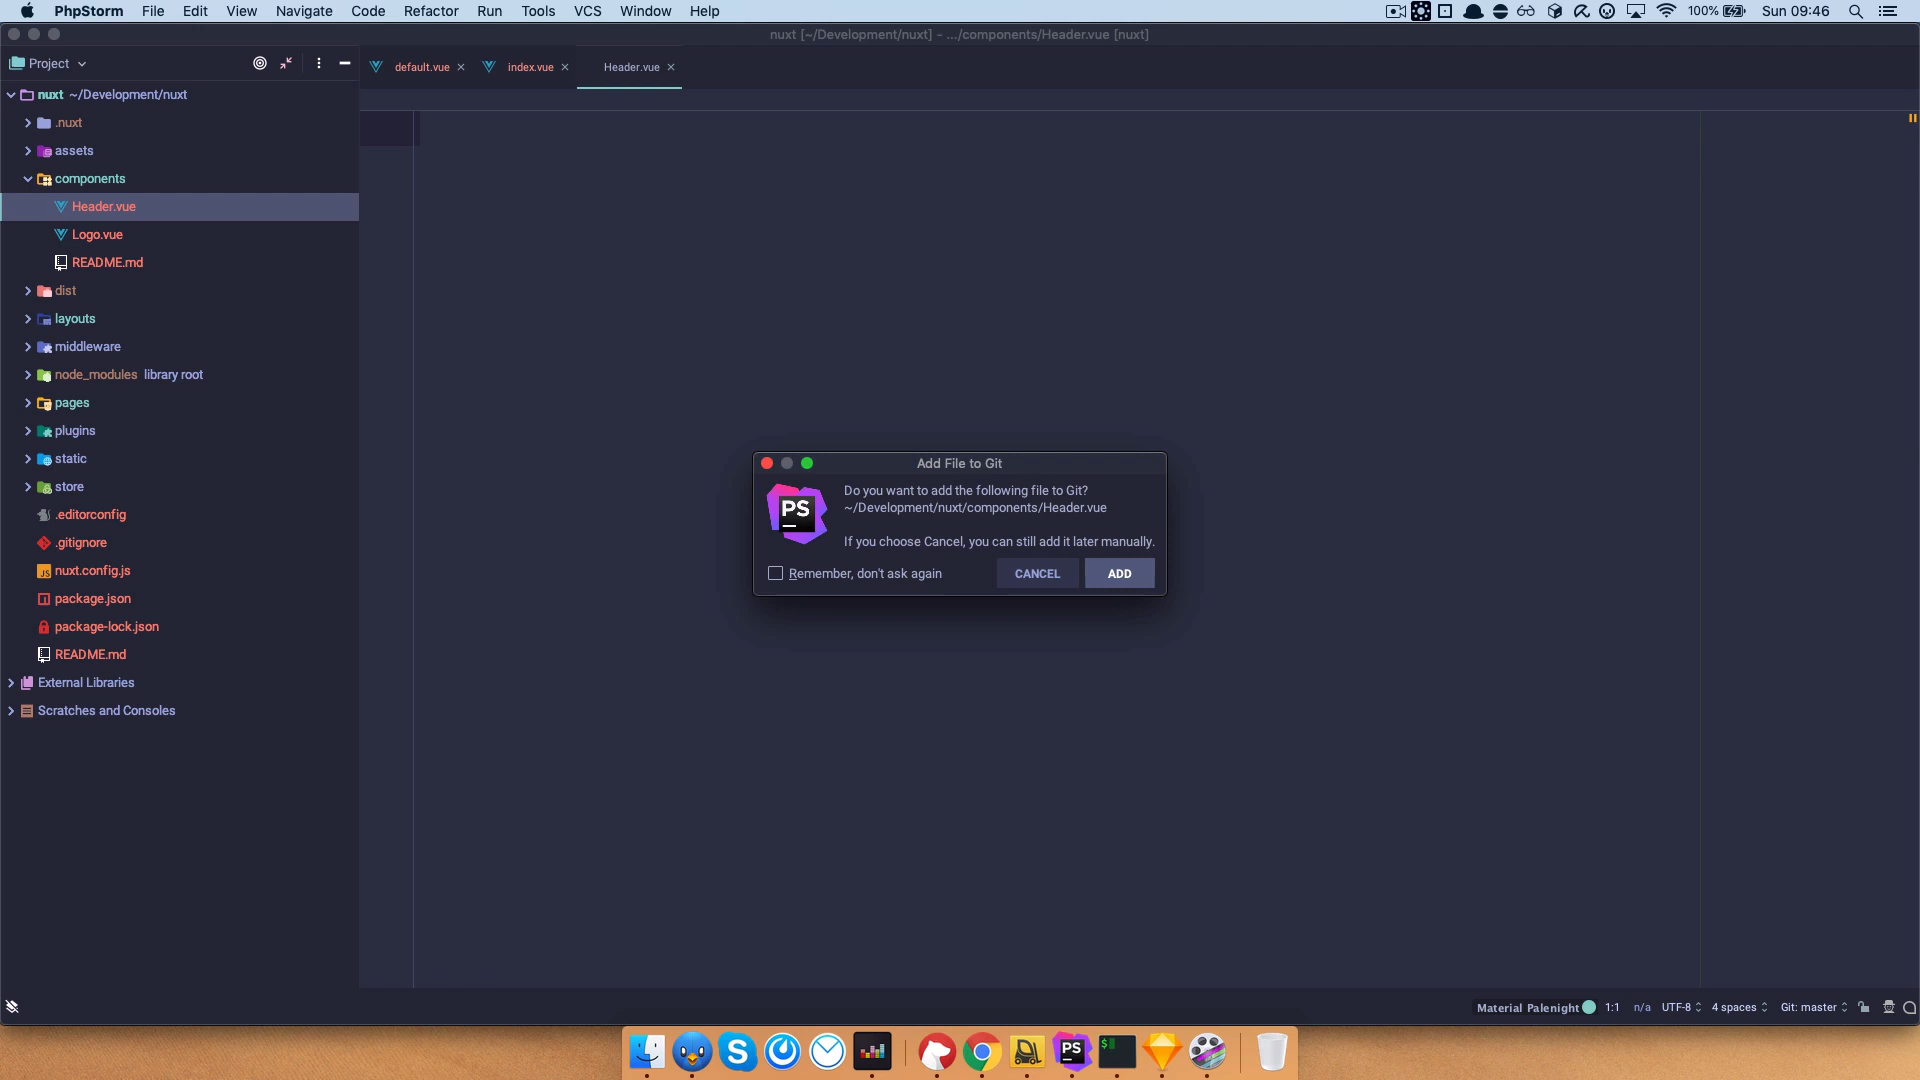 PhpStorm File Edit View Navigate Code Refactor Run Tools VCS Window Help
100% Sun 09:46
nuxt [~/Development/nuxt] - .../components/Header.vue [nuxt]
Project
default.vue
index.vue
Header.vue
nuxt ~/Development/nuxt
.nuxt
assets
components
Header.vue
Logo.vue
README.md
dist
layouts
middleware
node_modules library root
pages
plugins
static
store
.editorconfig
.gitignore
JS nuxt.config.js
package.json
package-lock.json
README.md
External Libraries
Scratches and Consoles
Add File to Git
PS
Do you want to add the following file to Git?
~/Development/nuxt/components/Header.vue
If you choose Cancel, you can still add it later manually.
Remember, don't ask again
CANCEL
ADD
Material Palenight 1:1 n/a UTF-8 4 spaces Git: master
S
PS
$